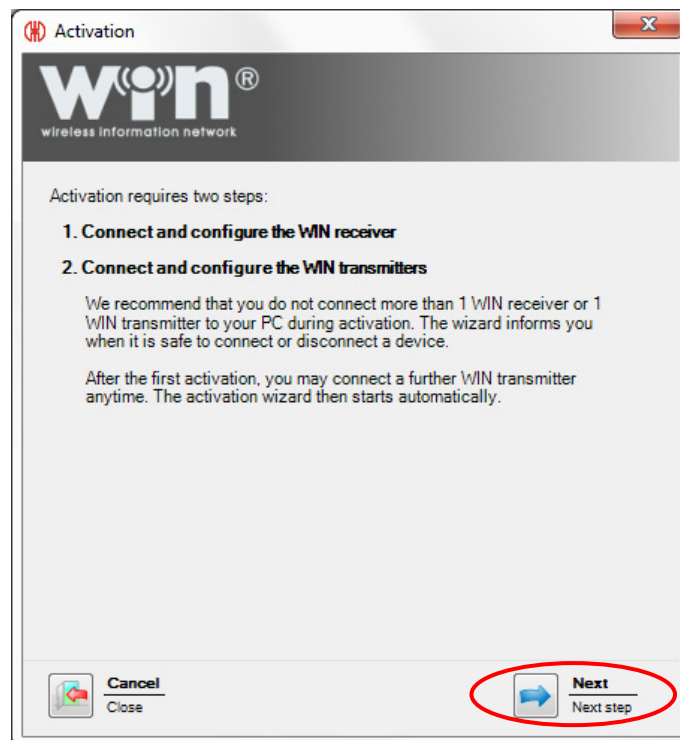 Activation
WIN®
wireless information network
Activation requires two steps:
1. Connect and configure the WIN receiver
2. Connect and configure the WIN transmitters
We recommend that you do not connect more than 1 WIN receiver or 1
WIN transmitter to your PC during activation. The wizard informs you
when it is safe to connect or disconnect a device.
After the first activation, you may connect a further WIN transmitter
anytime. The activation wizard then starts automatically.
Cancel
Close
Next
Next step